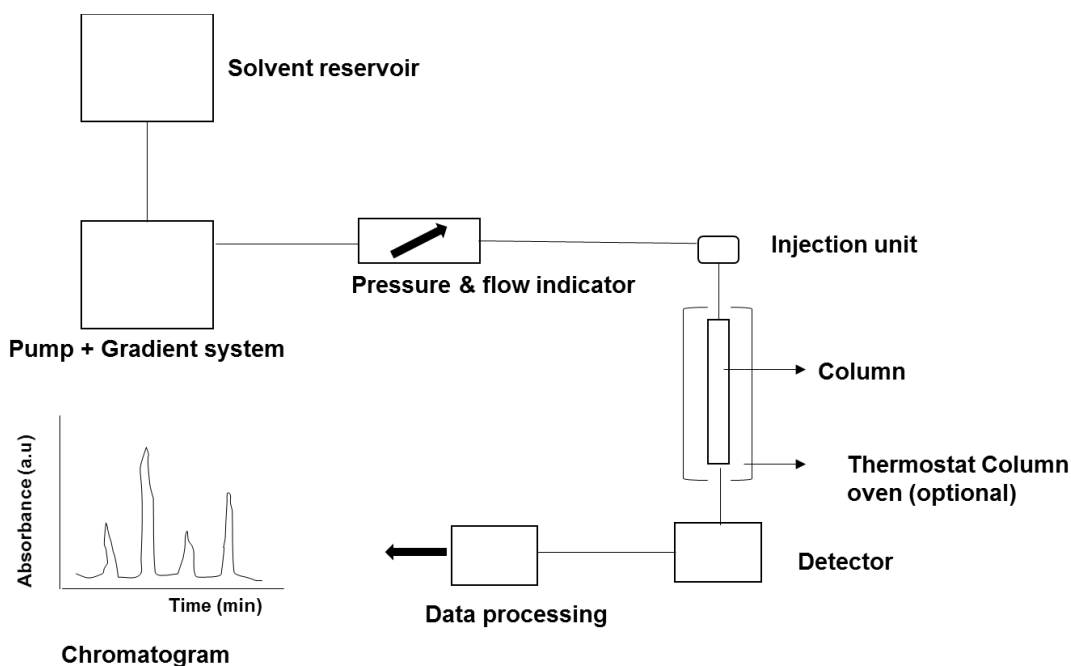 Solvent reservoir
Pump + Gradient system
Pressure & flow indicator
Injection unit
Column
Thermostat Column
oven (optional)
Detector
Data processing
Absorbance (a.u)
Time (min)
Chromatogram